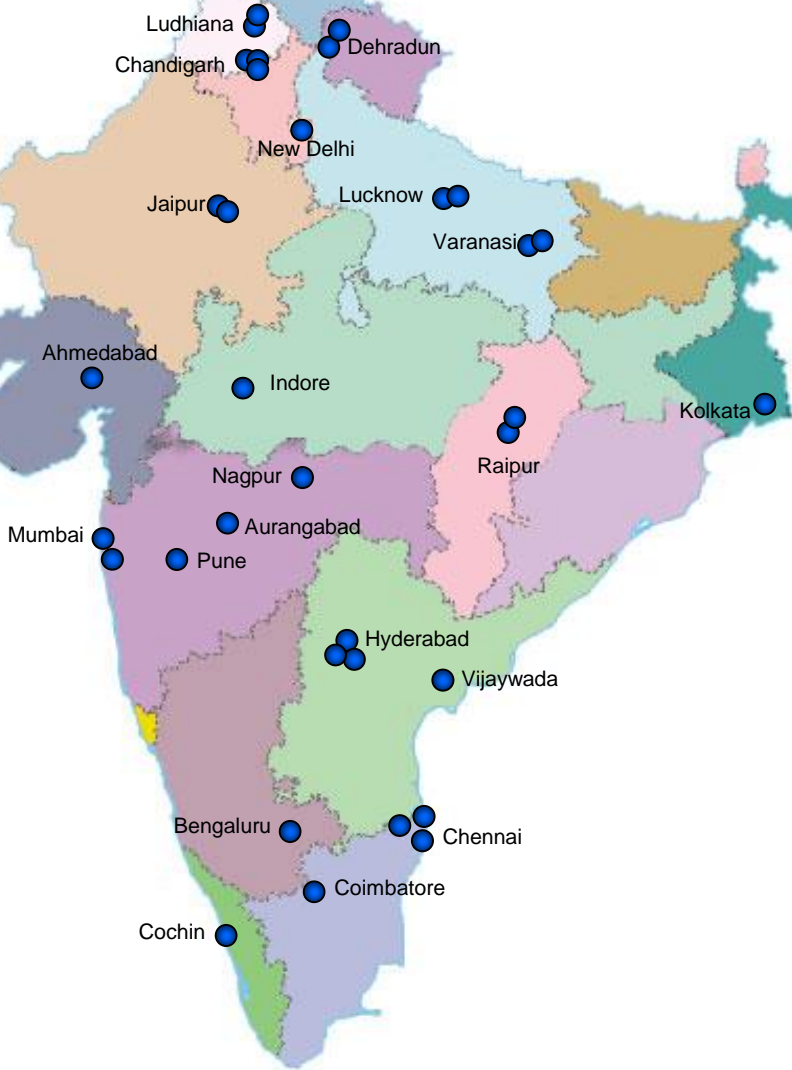 Ludhiana
Dehradun
Chandigarh
New Delhi
Lucknow
Jaipur
Varanasi
Ahmedabad
Indore
Kolkata
Raipur
Nagpur
Aurangabad
Mumbai
Pune
Hyderabad
Vijaywada
Bengaluru
Chennai
Coimbatore
Cochin